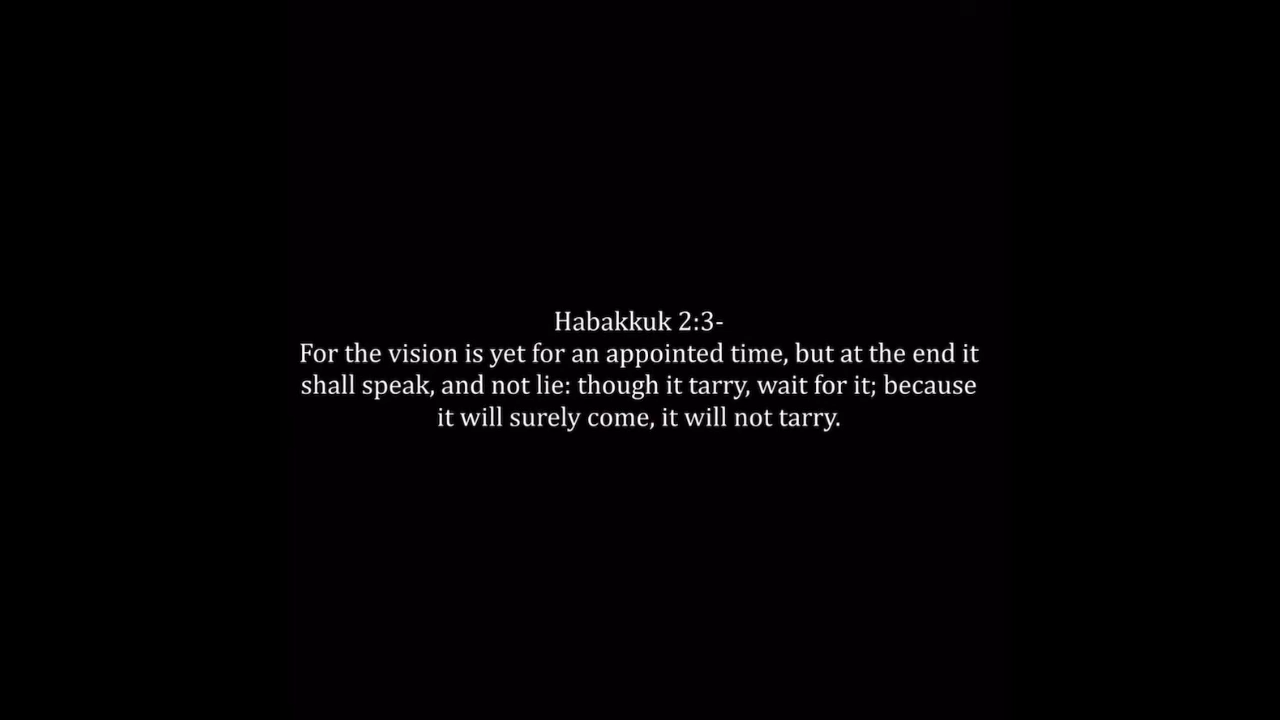 Habakkuk 2:3-
For the vision is yet for an appointed time, but at the end it
shall speak, and not lie: though it tarry, wait for it; because
it will surely come, it will not tarry.